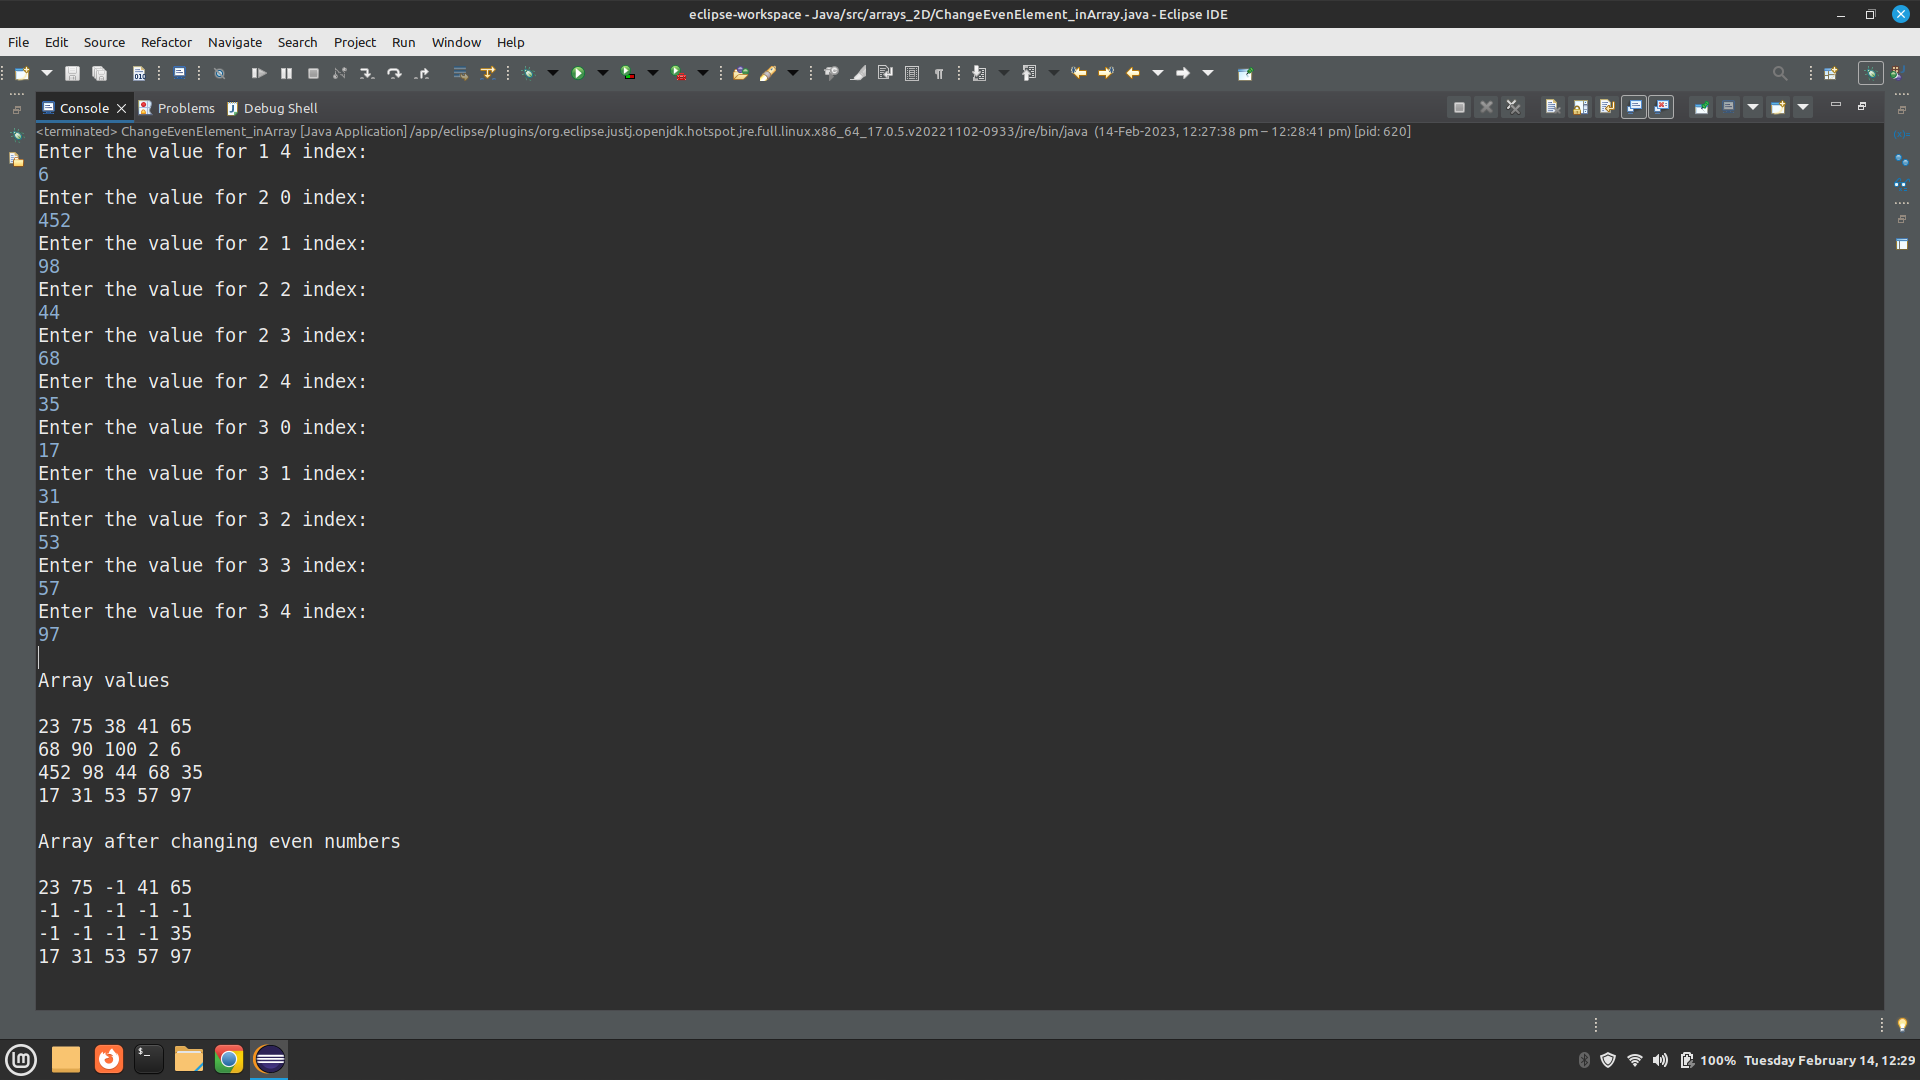 eclipse-workspace - Java/src/arrays_2D/ChangeEvenElement_inArray.java - Eclipse IDE
File Edit Source Refactor Navigate Search Project Run Window Help
Console Problems Debug Shell
<terminated> ChangeEvenElement_inArray [Java Application] /app/eclipse/plugins/org.eclipse.justj.openjdk.hotspot.jre.full.linux.x86_64_17.0.5.v20221102-0933/jre/bin/java (14-Feb-2023, 12:27:38 pm – 12:28:41 pm) [pid: 620]
Enter the value for 1 4 index:
6
Enter the value for 2 0 index:
452
Enter the value for 2 1 index:
98
Enter the value for 2 2 index:
44
Enter the value for 2 3 index:
68
Enter the value for 2 4 index:
35
Enter the value for 3 0 index:
17
Enter the value for 3 1 index:
31
Enter the value for 3 2 index:
53
Enter the value for 3 3 index:
57
Enter the value for 3 4 index:
97
Array values
23 75 38 41 65
68 90 100 2 6
452 98 44 68 35
17 31 53 57 97
Array after changing even numbers
23 75 -1 41 65
-1 -1 -1 -1 -1
-1 -1 -1 -1 35
17 31 53 57 97
100% Tuesday February 14, 12:29